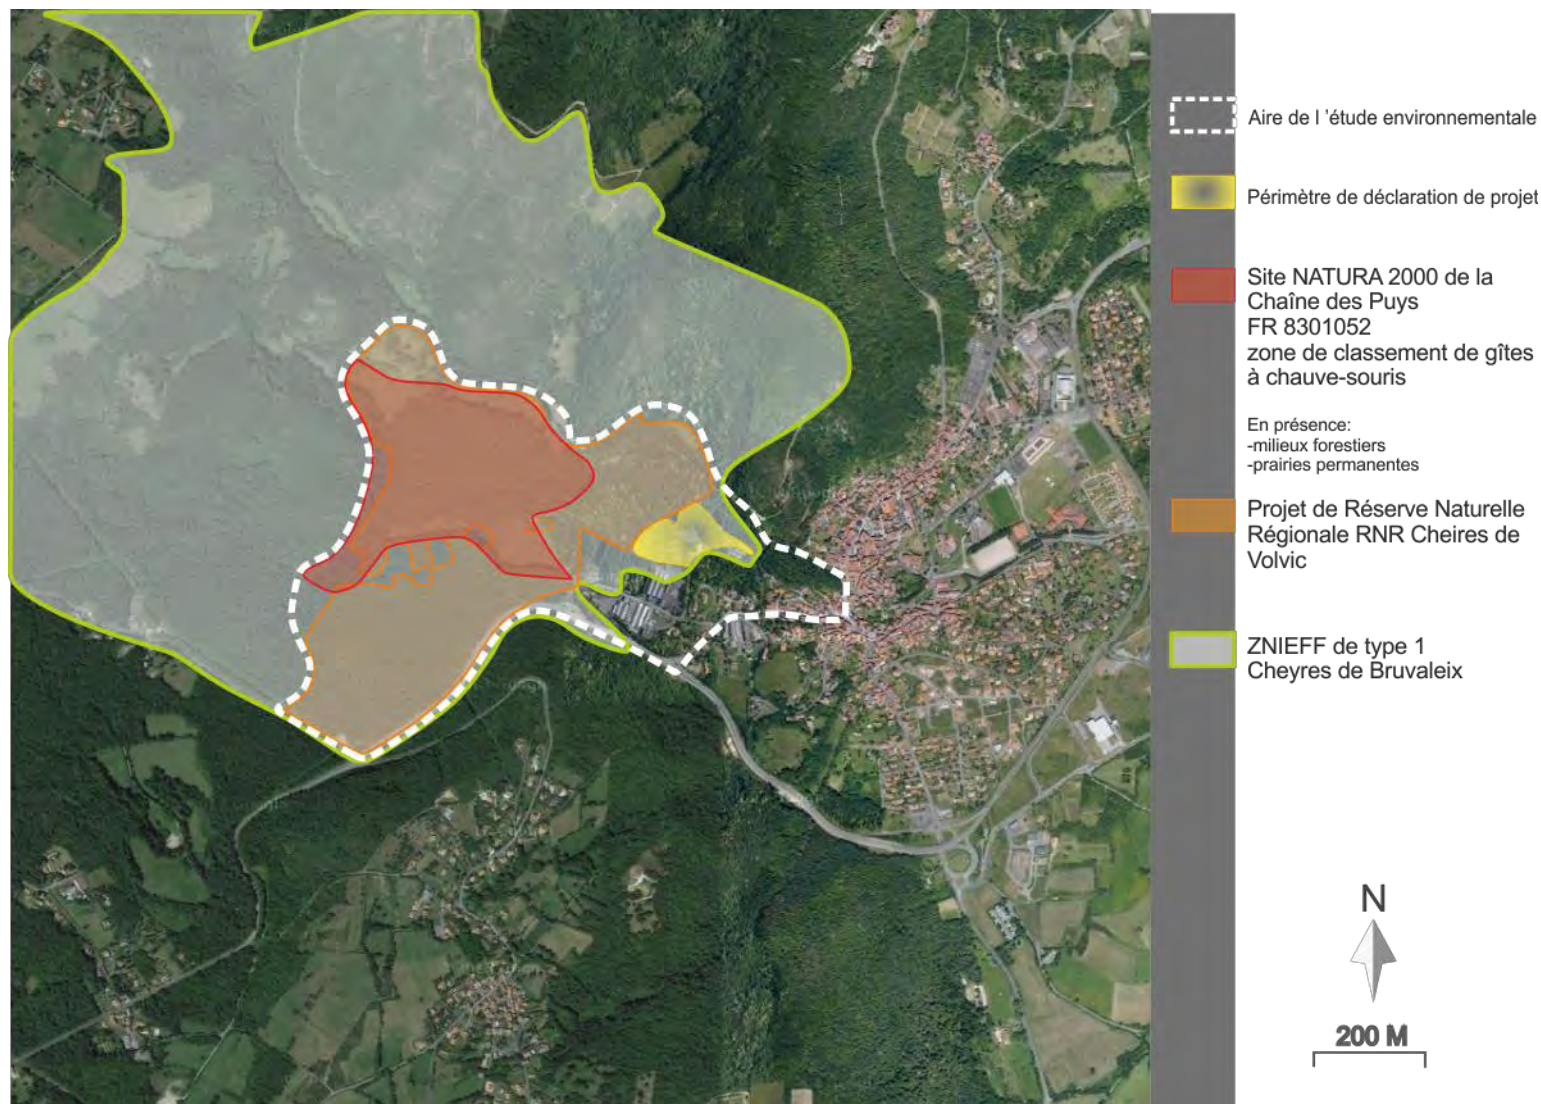 Aire de l 'étude environnementale
Périmètre de déclaration de projet
Site NATURA 2000 de la
Chaîne des Puys
FR 8301052
zone de classement de gîtes
à chauve-souris
En présence:
-milieux forestiers
-prairies permanentes
Projet de Réserve Naturelle
Régionale RNR Cheires de
Volvic
ZNIEFF de type 1
Cheyres de Bruvaleix
N
200 M